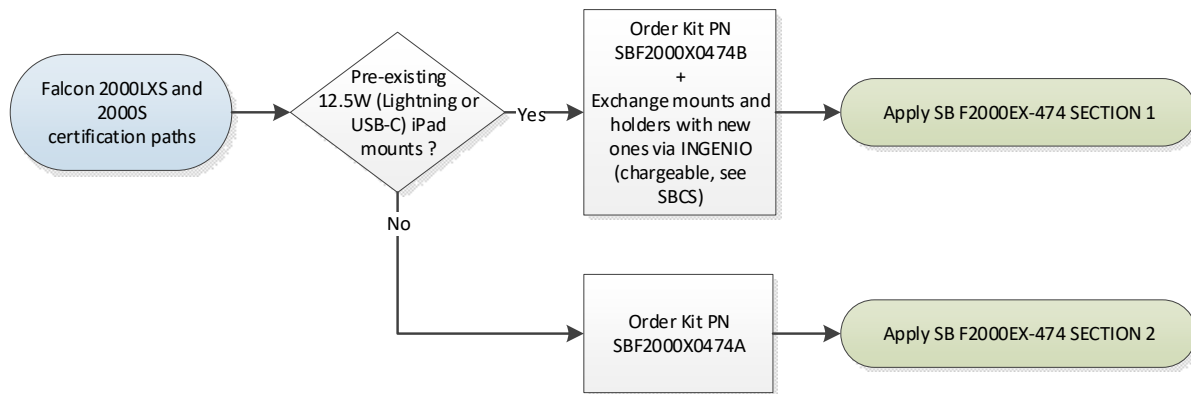 Falcon 2000LXS and
2000S
certification paths
Pre-existing
12.5W (Lightning or
USB-C) iPad
mounts ?
Yes
Order Kit PN
SBF2000X0474B
+
Exchange mounts and
holders with new
ones via INGENIO
(chargeable, see
SBCS)
Apply SB F2000EX-474 SECTION 1
No
Order Kit PN
SBF2000X0474A
Apply SB F2000EX-474 SECTION 2